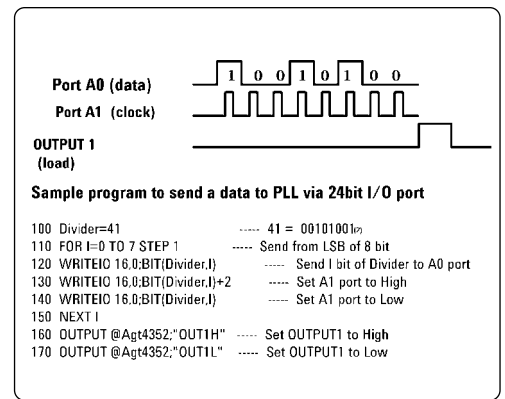 Port A0 (data)
1 0 0 1 0 1 0 0
Port A1 (clock)
OUTPUT 1
(load)
Sample program to send a data to PLL via 24bit I/O port
100 Divider=41 ----- 41 = 00101001(2)
110 FOR I=0 TO 7 STEP 1 ----- Send from LSB of 8 bit
120 WRITEIO 16,0;BIT(Divider,I) ----- Send I bit of Divider to A0 port
130 WRITEIO 16,0;BIT(Divider,I)+2 ----- Set A1 port to High
140 WRITEIO 16,0;BIT(Divider,I) ----- Set A1 port to Low
150 NEXT I
160 OUTPUT @Agt4352;"OUT1H" ----- Set OUTPUT1 to High
170 OUTPUT @Agt4352;"OUT1L" ----- Set OUTPUT1 to Low